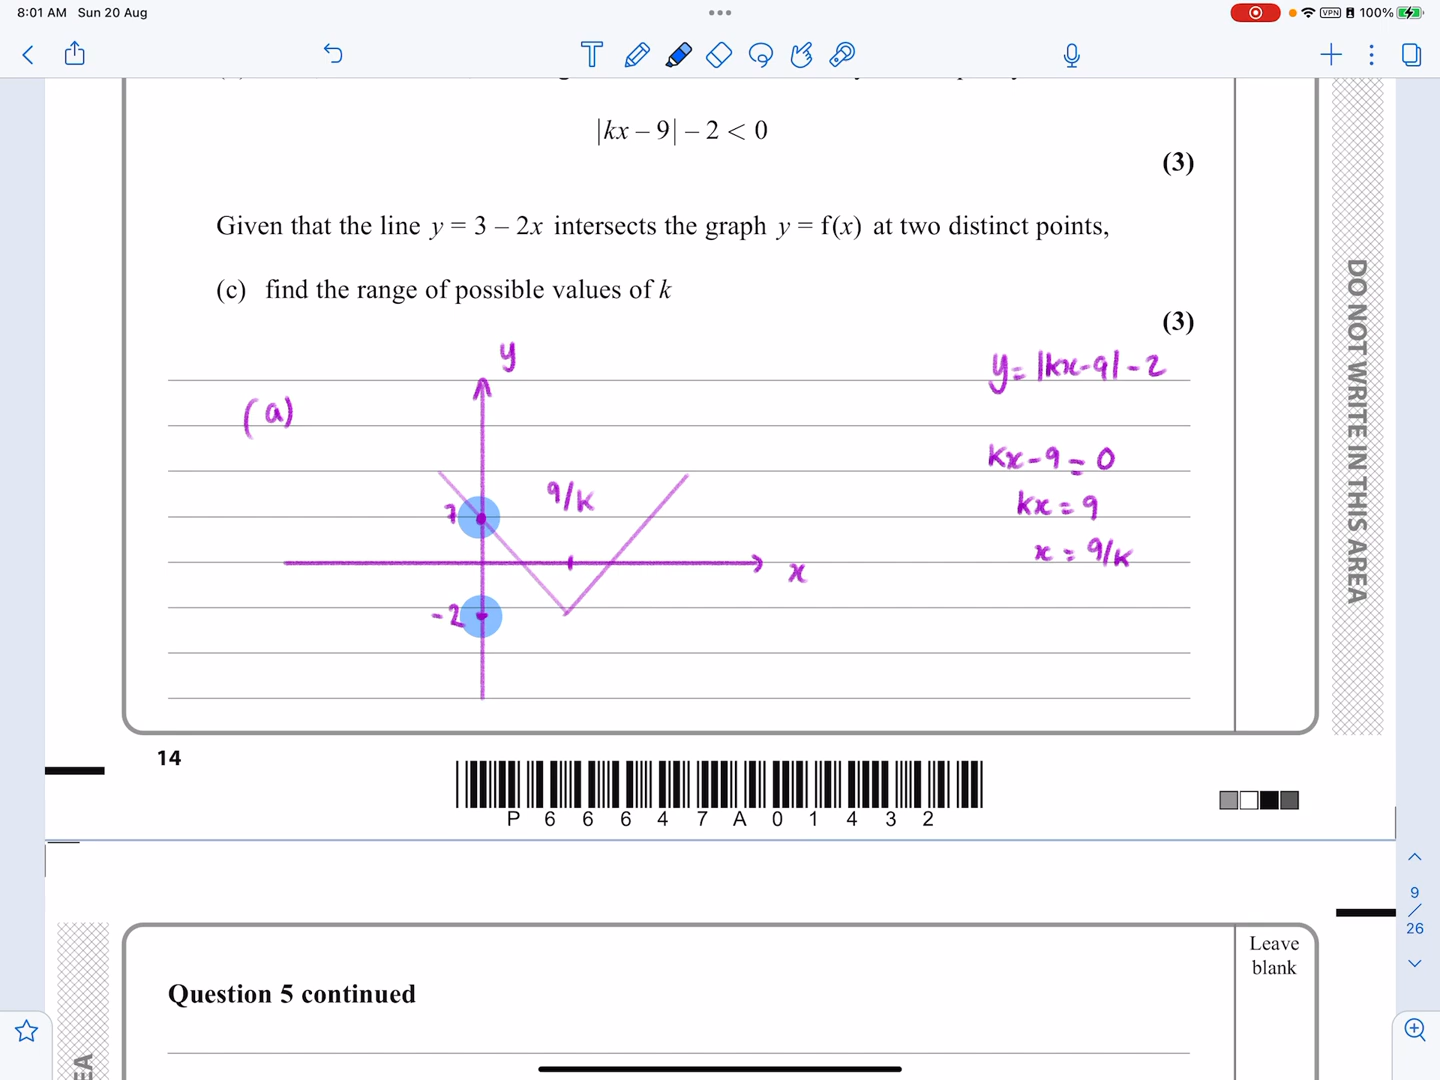 8:01 AM Sun 20 Aug
VPN 100%
|kx – 9| – 2 < 0
(3)
Given that the line y = 3 – 2x intersects the graph y = f(x) at two distinct points,
(c) find the range of possible values of k
(3)
y
y = |kx-9| - 2
(a)
kx - 9 = 0
9/k
kx = 9
7
x = 9/k
x
-2
DO NOT WRITE IN THIS AREA
14
P 6 6 6 4 7 A 0 1 4 3 2
9
/
26
Leave
blank
Question 5 continued
EA